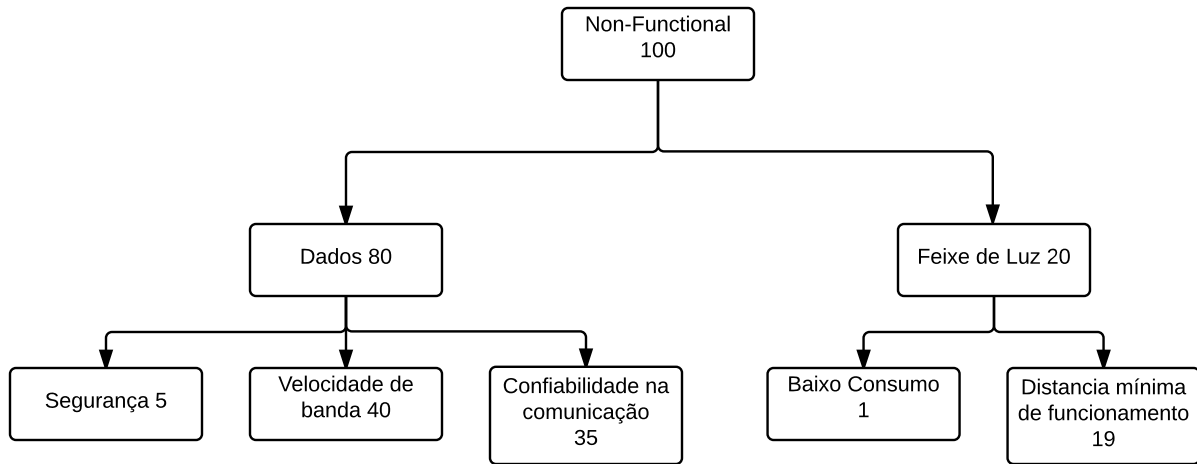 Non-Functional
100
Dados 80
Feixe de Luz 20
Segurança 5
Velocidade de
banda 40
Confiabilidade na
comunicação
35
Baixo Consumo
1
Distancia mínima
de funcionamento
19